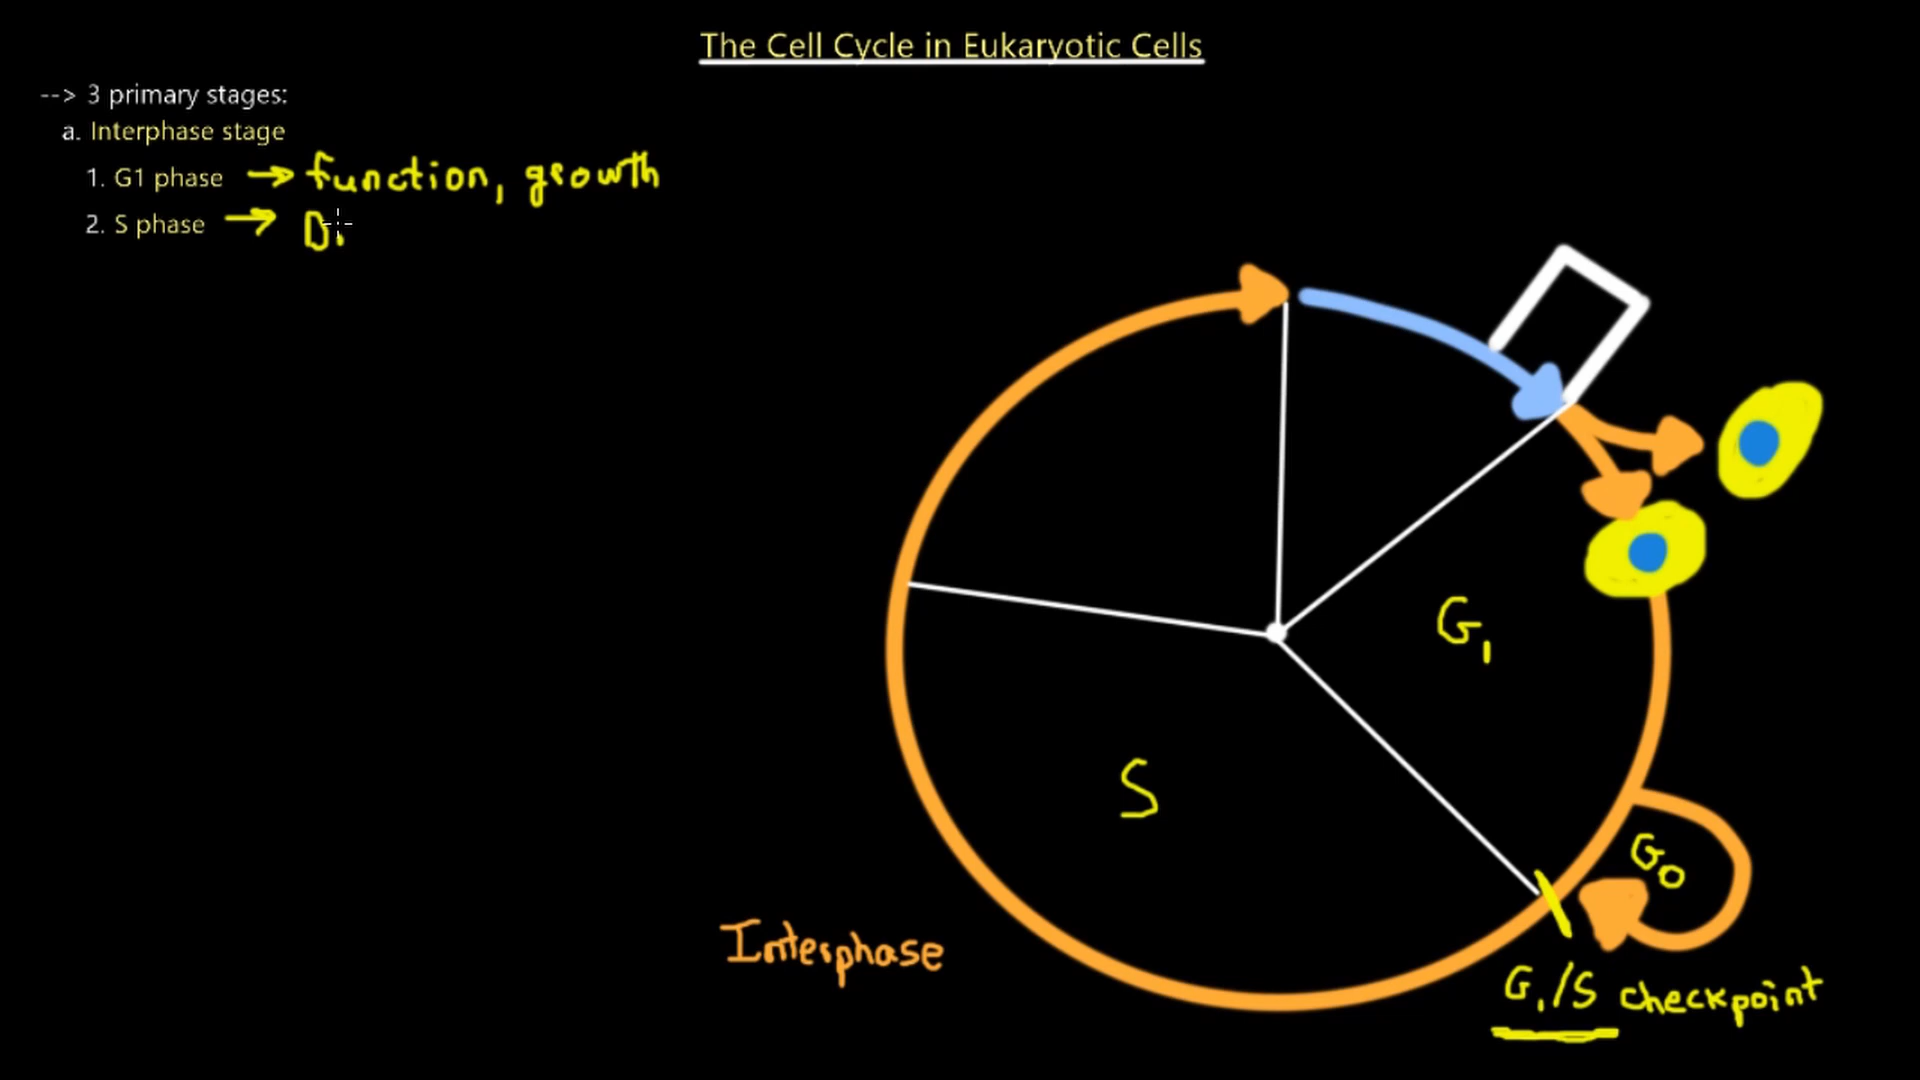 The Cell Cycle in Eukaryotic Cells
--> 3 primary stages:
a. Interphase stage
1. G1 phase → function, growth
2. S phase → D
G1
S
G0
Interphase
G1/S checkpoint